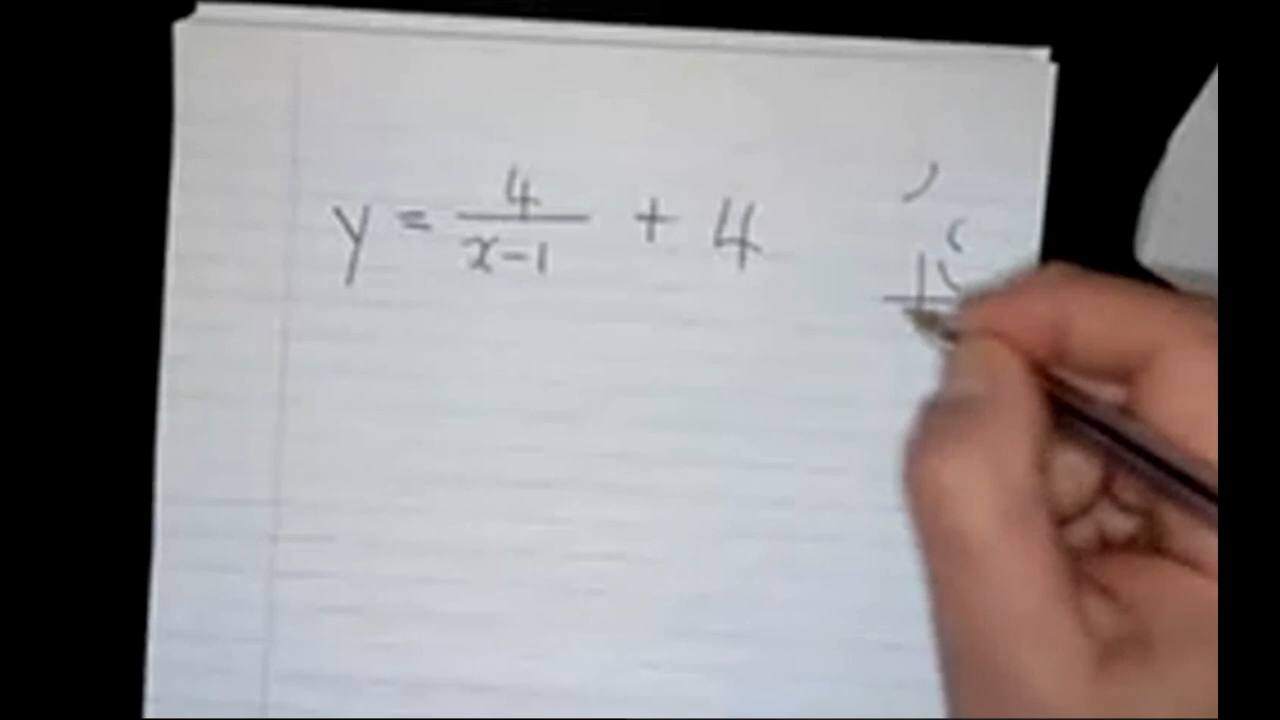 y = 4/(x-1) + 4